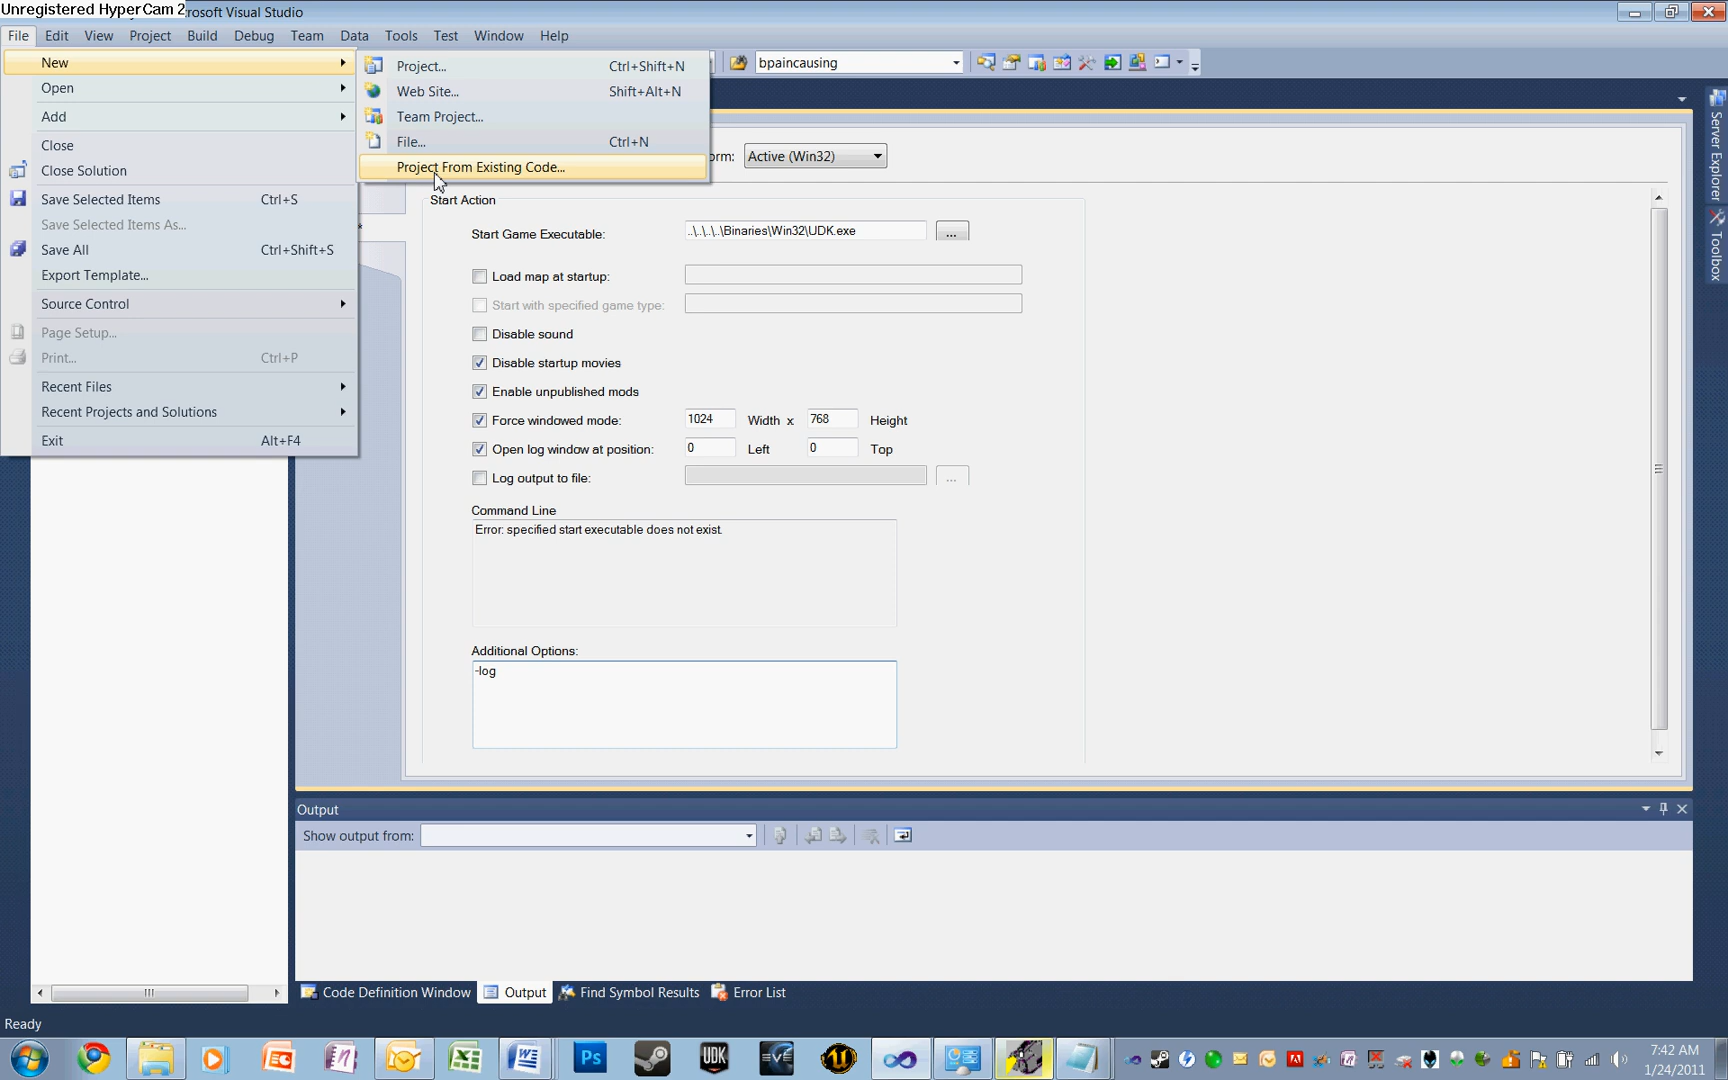 Unregistered HyperCam 2
rosoft Visual Studio
File Edit View Project Build Debug Team Data Tools Test Window Help
New
Open
Add
Close
Close Solution
Save Selected Items Ctrl+S
Save Selected Items As...
Save All Ctrl+Shift+S
Export Template...
Source Control
Page Setup...
Print... Ctrl+P
Recent Files
Recent Projects and Solutions
Exit Alt+F4
Project... Ctrl+Shift+N
Web Site... Shift+Alt+N
Team Project...
File... Ctrl+N
Project From Existing Code...
bpaincausing
orm: Active (Win32)
Start Action
Start Game Executable: ..\..\..\..\Binaries\Win32\UDK.exe ...
Load map at startup:
Start with specified game type:
Disable sound
Disable startup movies
Enable unpublished mods
Force windowed mode: 1024 Width x 768 Height
Open log window at position: 0 Left 0 Top
Log output to file: ...
Command Line
Error: specified start executable does not exist.
Additional Options:
-log
Server Explorer
Toolbox
Output
Show output from:
Code Definition Window Output Find Symbol Results Error List
Ready
Ps
UDK
EVE
7:42 AM
1/24/2011